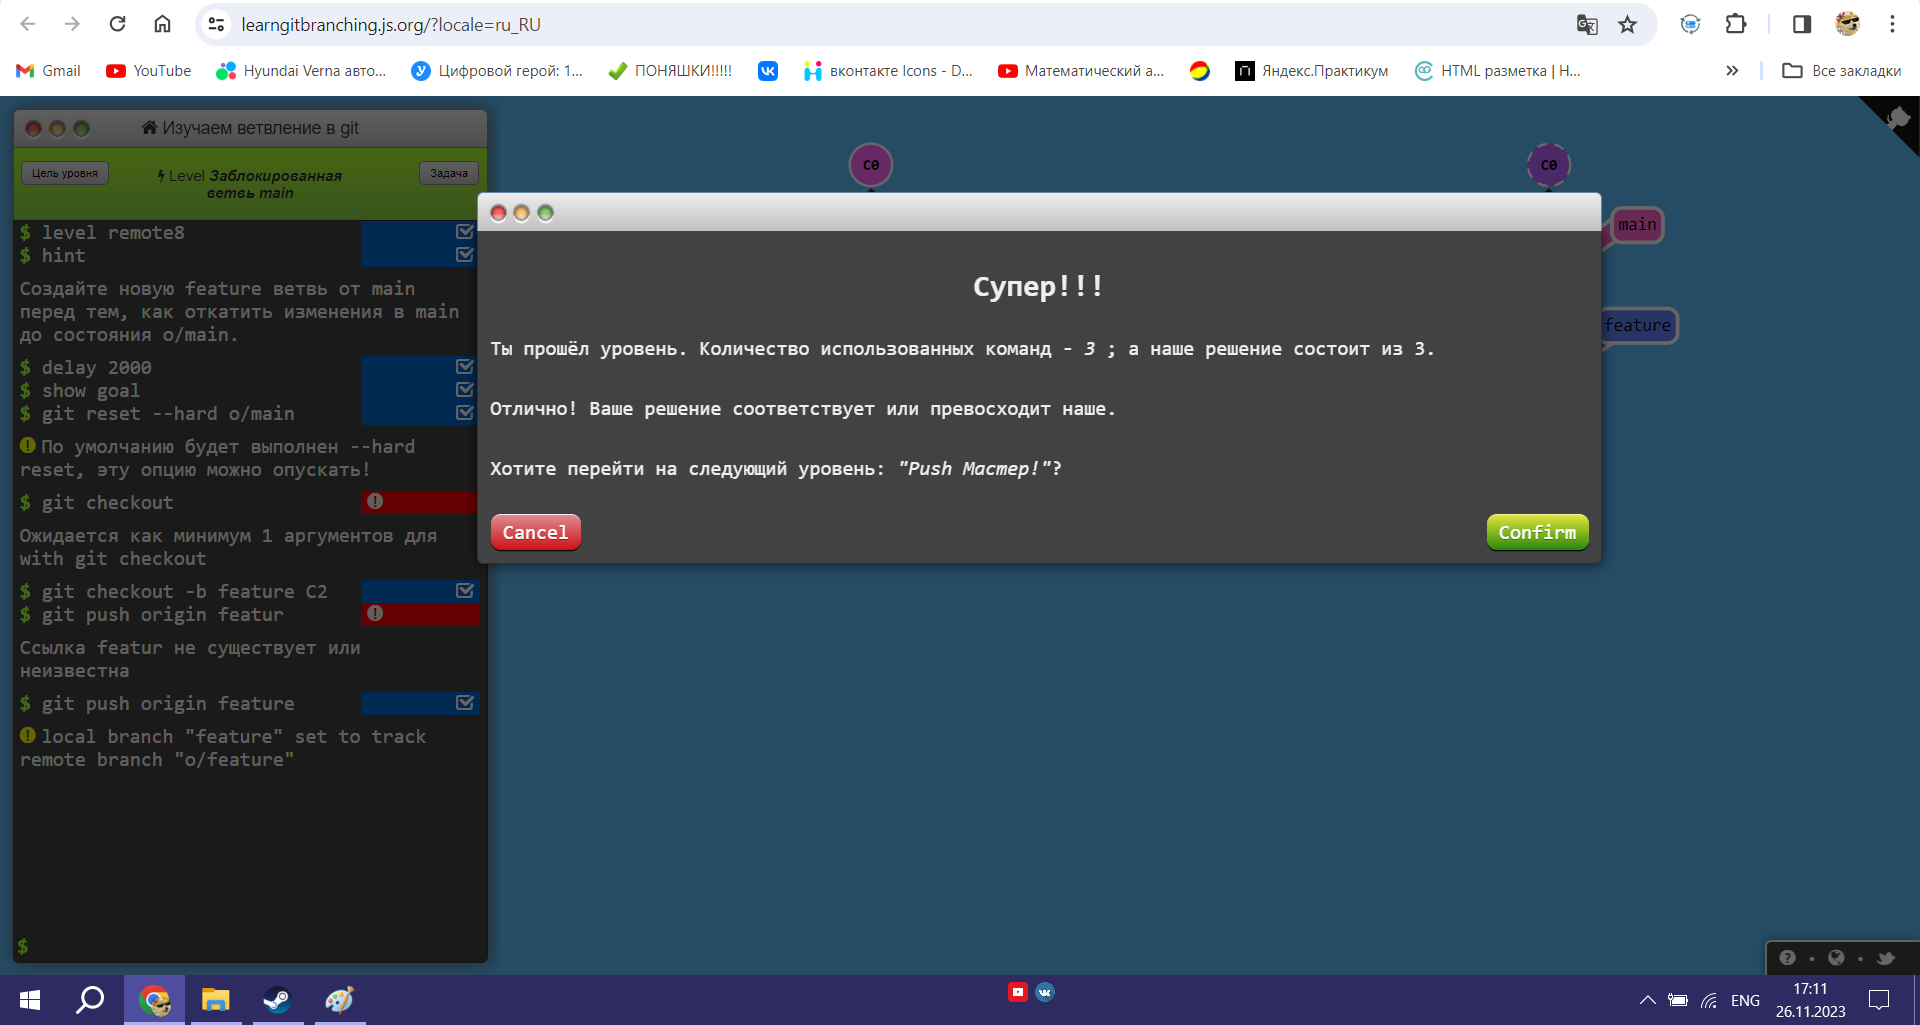 learngitbranching.js.org/?locale=ru_RU
Gmail
YouTube
Hyundai Verna авто...
Цифровой герой: 1...
ПОНЯШКИ!!!!!
вконтакте Icons - D...
Математический а...
Яндекс.Практикум
HTML разметка | Н...
»
Все закладки
Изучаем ветвление в git
Цель уровня
Level Заблокированная
ветвь main
Задача
$ level remote8
$ hint
Создайте новую feature ветвь от main
перед тем, как откатить изменения в main
до состояния o/main.
$ delay 2000
$ show goal
$ git reset --hard o/main
По умолчанию будет выполнен --hard
reset, эту опцию можно опускать!
$ git checkout
Ожидается как минимум 1 аргументов для
with git checkout
$ git checkout -b feature C2
$ git push origin featur
Ссылка featur не существует или
неизвестна
$ git push origin feature
local branch "feature" set to track
remote branch "o/feature"
$
C0
C0
main
feature
Супер!!!
Ты прошёл уровень. Количество использованных команд - 3 ; а наше решение состоит из 3.
Отлично! Ваше решение соответствует или превосходит наше.
Хотите перейти на следующий уровень: "Push Мастер!"?
Cancel
Confirm
ENG
17:11
26.11.2023